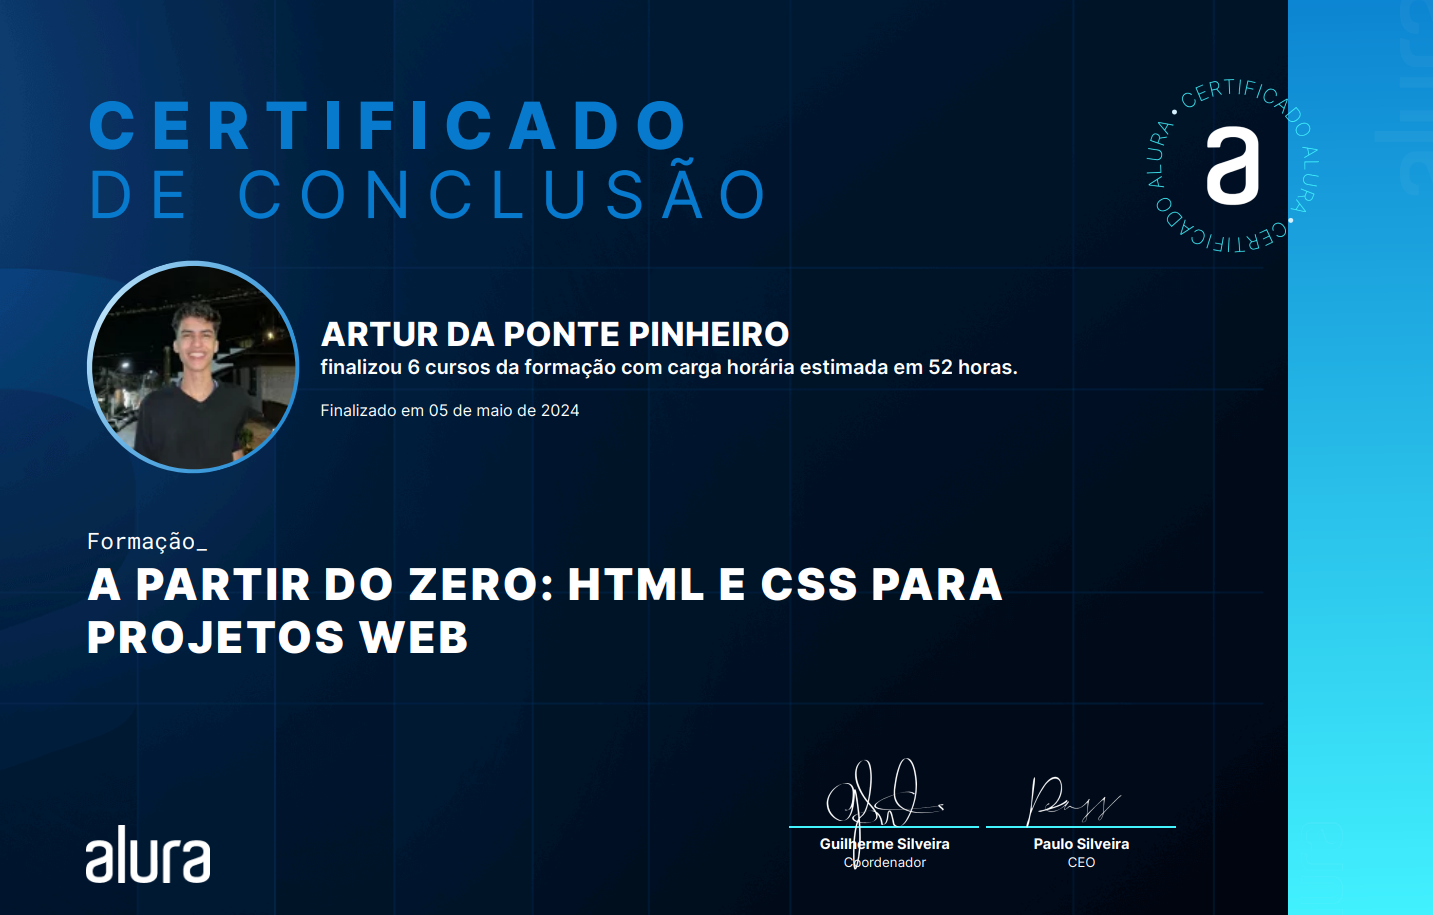 CERTIFICADO
DE CONCLUSÃO
CERTIFICADO ALURA • CERTIFICADO ALURA •
a
ARTUR DA PONTE PINHEIRO
finalizou 6 cursos da formação com carga horária estimada em 52 horas.
Finalizado em 05 de maio de 2024
Formação_
A PARTIR DO ZERO: HTML E CSS PARA
PROJETOS WEB
Guilherme Silveira
Coordenador
Paulo Silveira
CEO
alura
alura